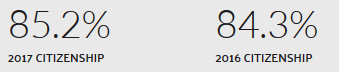 85.2% 84.3%
2017 CITIZENSHIP 2016 CITIZENSHIP